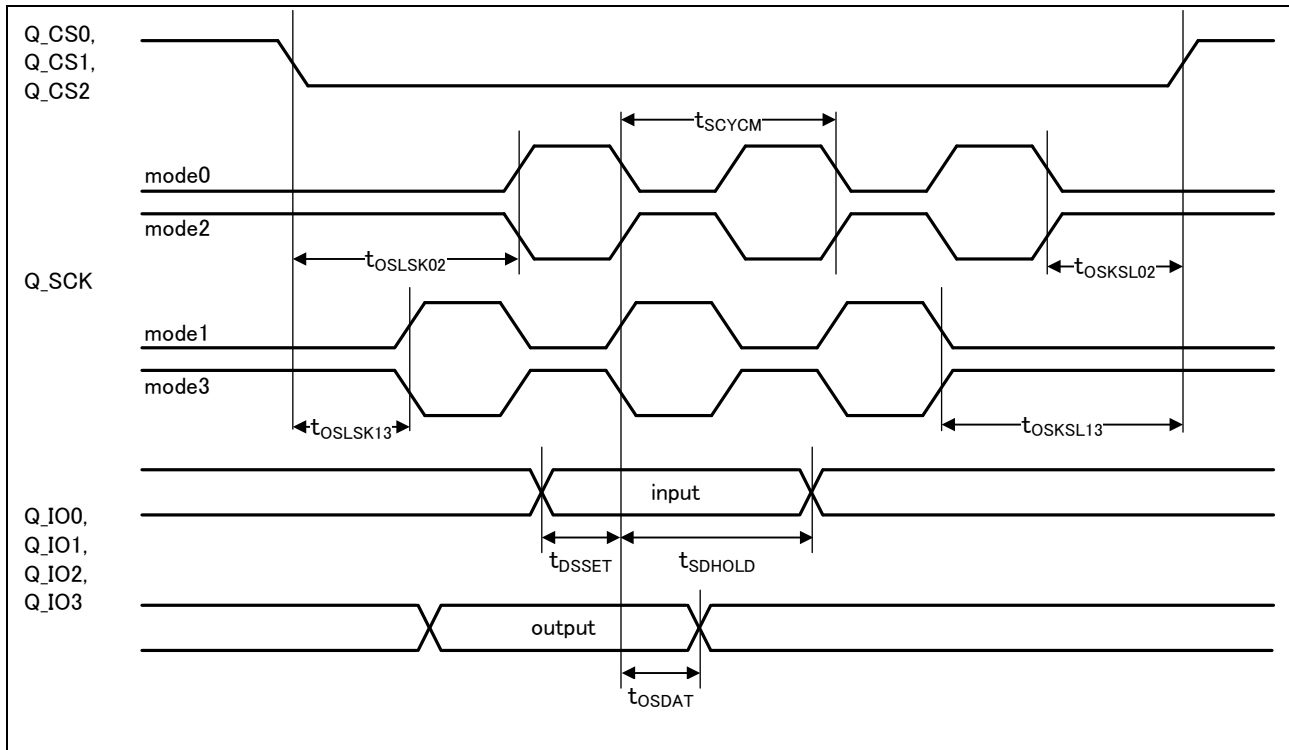 Q_CS0,
Q_CS1,
Q_CS2
tSCYCM
mode0
mode2
tOSLSK02
tOSKSL02
Q_SCK
mode1
mode3
tOSLSK13
tOSKSL13
input
Q_IO0,
Q_IO1,
Q_IO2,
Q_IO3
tDSSET
tSDHOLD
output
tOSDAT